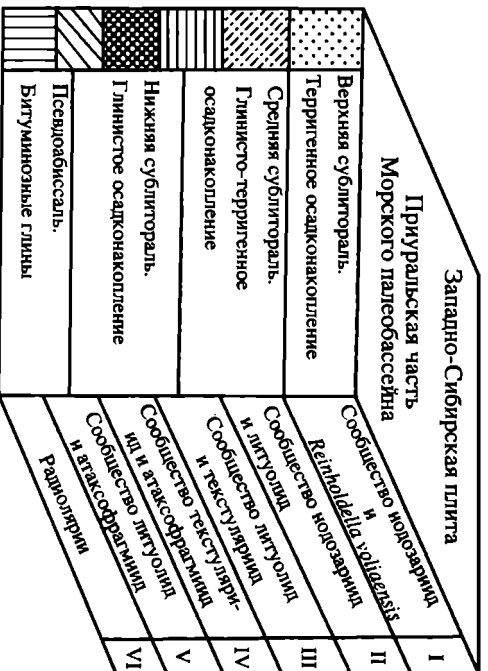 Западно-Сибирская плита
Приуральская часть
Морского палеобассейна
Верхняя сублитораль.
Терригенное осадконакопление
Средняя сублитораль.
Глинисто-терригенное
осадконакопление
Нижняя сублитораль.
Глинистое осадконакопление
Псевдоабиссаль.
Битуминозные глины
Сообщество нодозариид
и
Reinholdella voliaensis
Сообщество нодозариид
и литуолид
Сообщество литуолид
и текстуляриид
Сообщество текстуляри-
ид и атаксофрагмиид
Сообщество литуолид
и атаксофрагмиид
Радиолярии
I
II
III
IV
V
VI